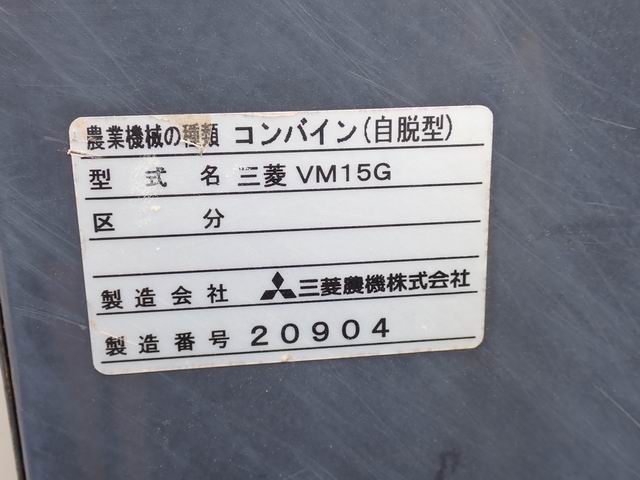 農業機械の種類 コンバイン(自脱型)
型式名 三菱 VM15G
区分
製造会社 三菱農機株式会社
製造番号 20904